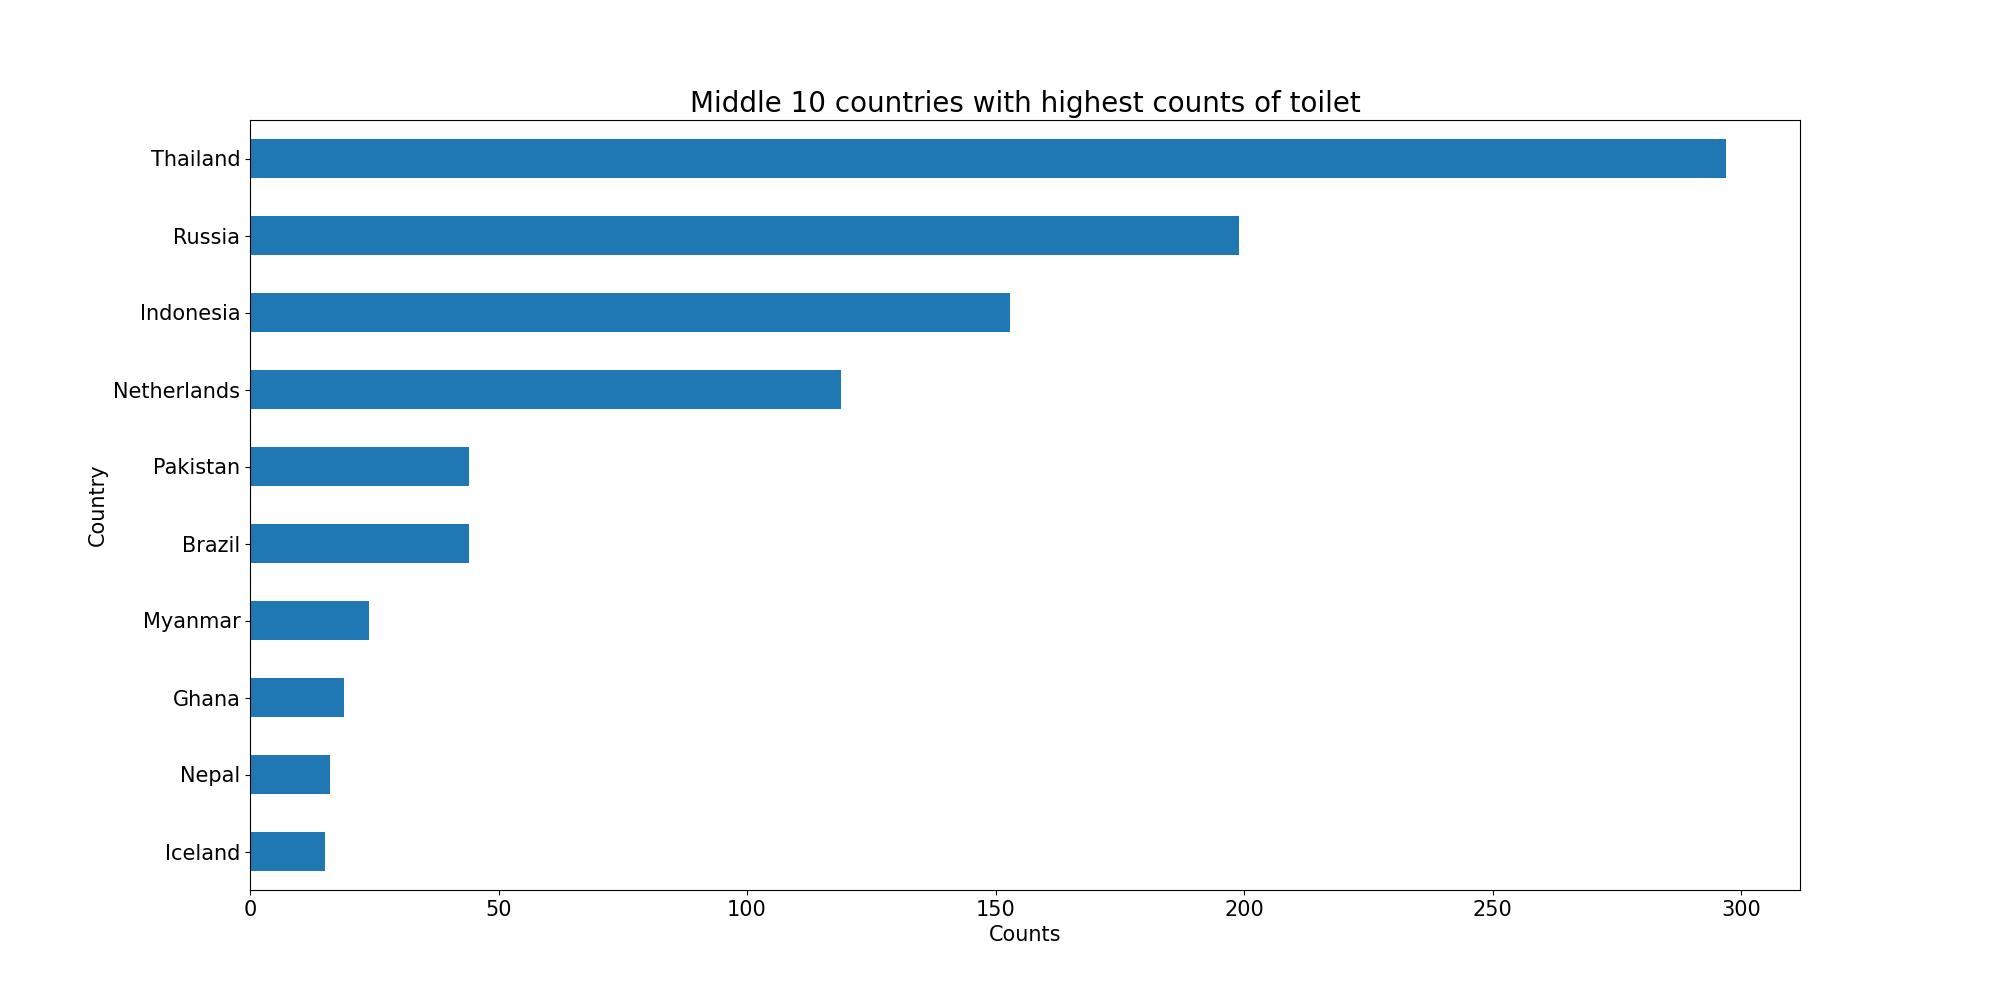 Middle 10 countries with highest counts of toilet
Country
Thailand
Russia
Indonesia
Netherlands
Pakistan
Brazil
Myanmar
Ghana
Nepal
Iceland
0 50 100 150 200 250 300
Counts